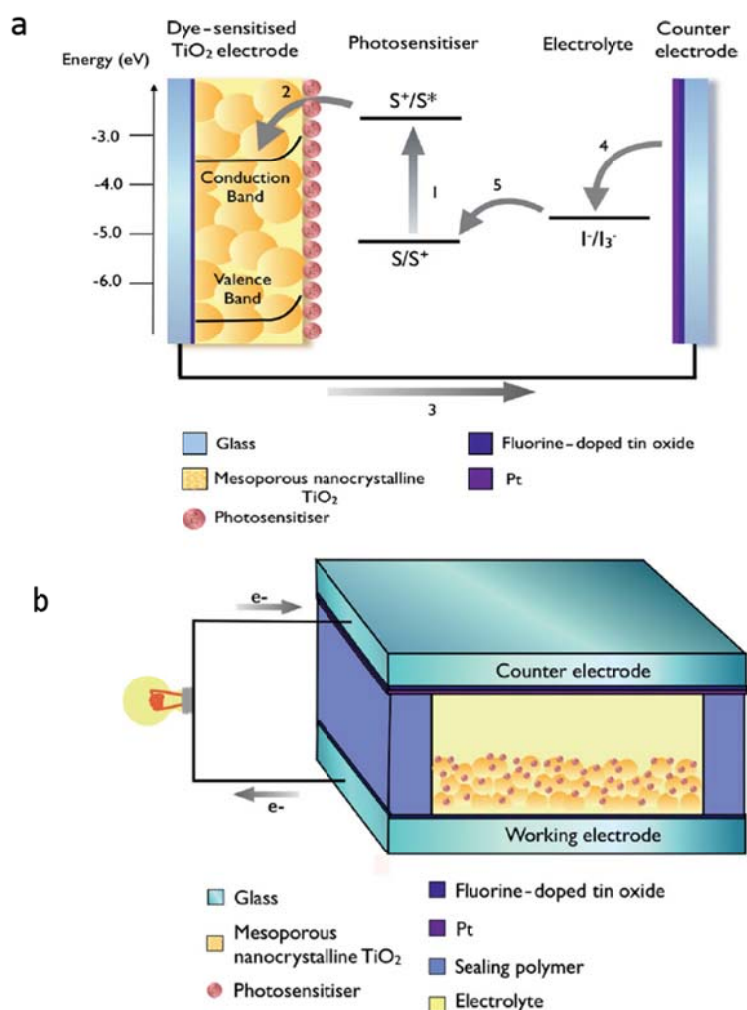 a
Dye-sensitised
TiO2 electrode
Photosensitiser
Electrolyte
Counter
electrode
Energy (eV)
-3.0
-4.0
-5.0
-6.0
2
Conduction
Band
Valence
Band
S+/S*
1
S/S+
5
4
I-/I3-
3
Glass
Mesoporous nanocrystalline
TiO2
Photosensitiser
Fluorine-doped tin oxide
Pt
b
e-
e-
Counter electrode
Working electrode
Glass
Mesoporous
nanocrystalline TiO2
Photosensitiser
Fluorine-doped tin oxide
Pt
Sealing polymer
Electrolyte